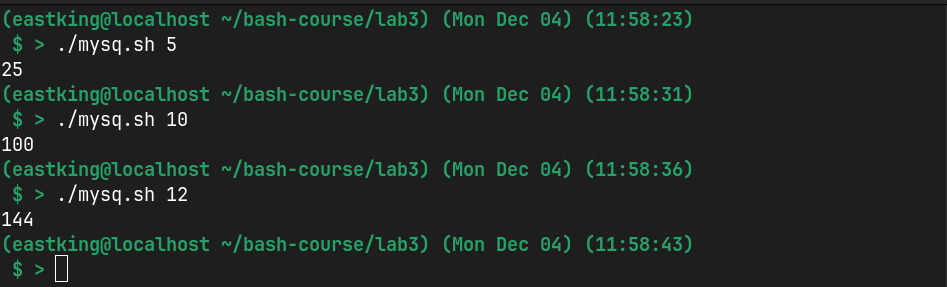 (eastking@localhost ~/bash-course/lab3) (Mon Dec 04) (11:58:23)
$ > ./mysq.sh 5
25
(eastking@localhost ~/bash-course/lab3) (Mon Dec 04) (11:58:31)
$ > ./mysq.sh 10
100
(eastking@localhost ~/bash-course/lab3) (Mon Dec 04) (11:58:36)
$ > ./mysq.sh 12
144
(eastking@localhost ~/bash-course/lab3) (Mon Dec 04) (11:58:43)
$ >